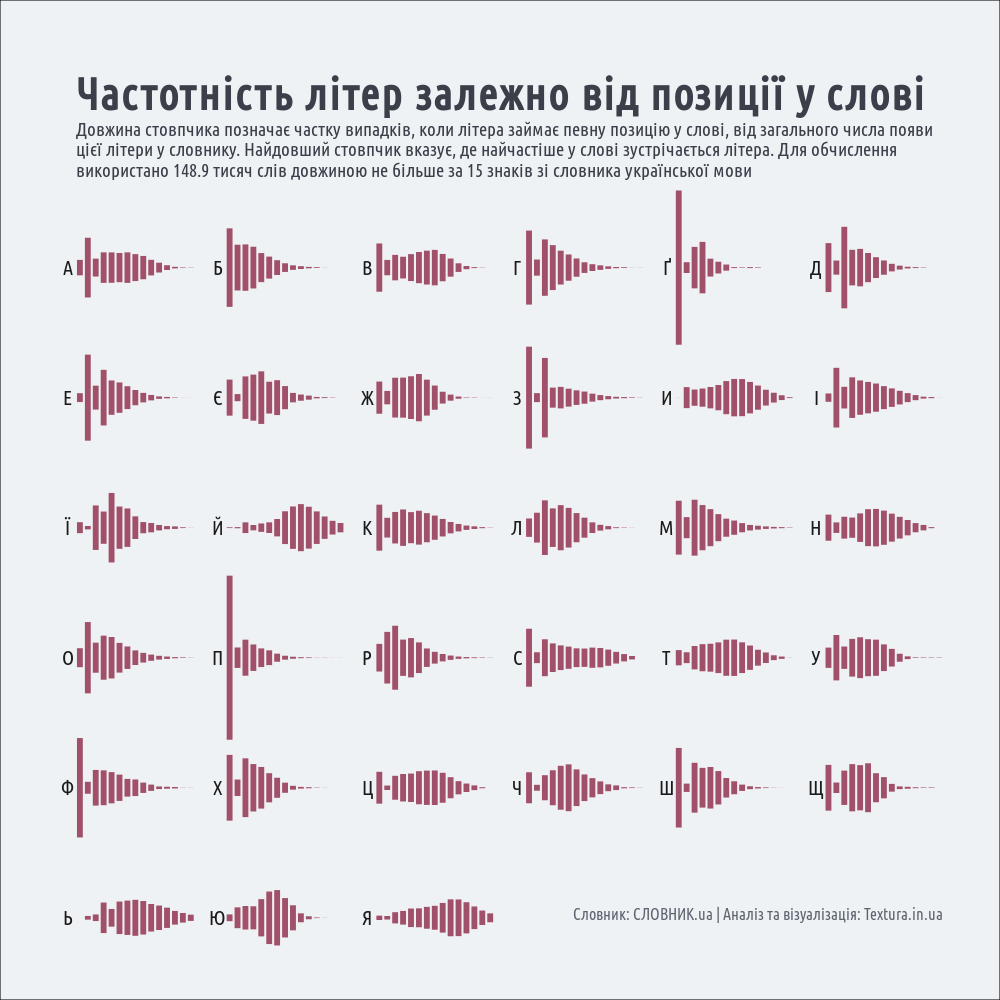 Частотність літер залежно від позиції у слові
Довжина стовпчика позначає частку випадків, коли літера займає певну позицію у слові, від загального числа появи
цієї літери у словнику. Найдовший стовпчик вказує, де найчастіше у слові зустрічається літера. Для обчислення
використано 148.9 тисяч слів довжиною не більше за 15 знаків зі словника української мови
А Б В Г Ґ Д
Е Є Ж З И І
Ї Й К Л М Н
О П Р С Т У
Ф Х Ц Ч Ш Щ
Ь Ю Я
Словник: СЛОВНИК.ua | Аналіз та візуалізація: Textura.in.ua